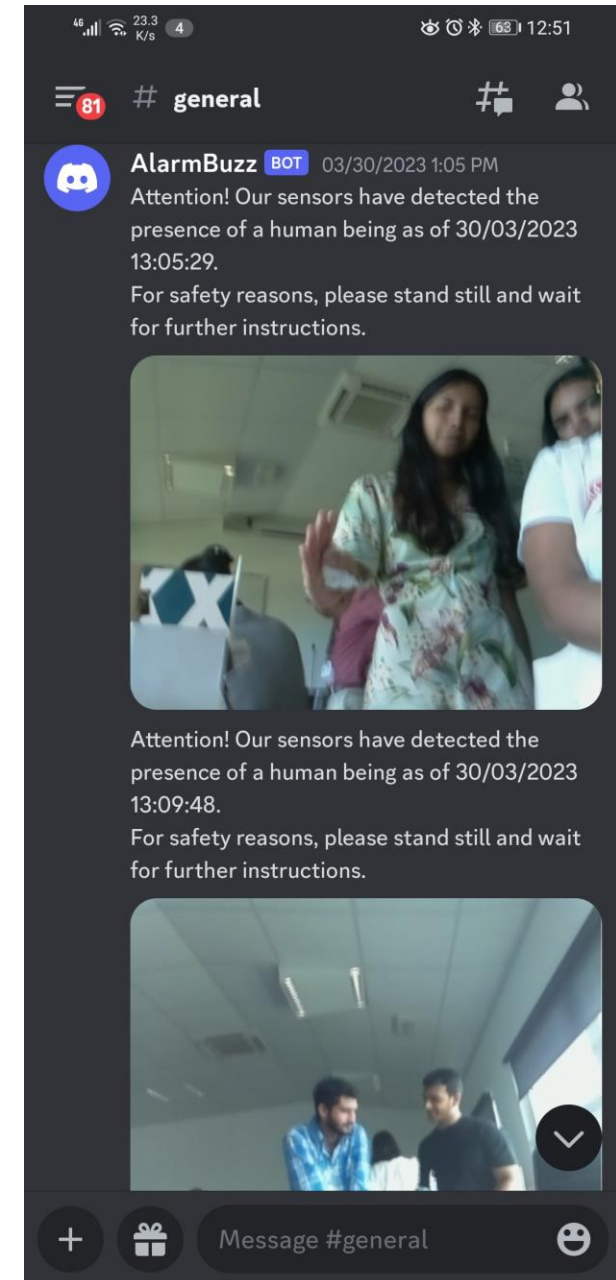 46 23.3 K/s 4 63 12:51
81 # general
AlarmBuzz BOT 03/30/2023 1:05 PM
Attention! Our sensors have detected the
presence of a human being as of 30/03/2023
13:05:29.
For safety reasons, please stand still and wait
for further instructions.
Attention! Our sensors have detected the
presence of a human being as of 30/03/2023
13:09:48.
For safety reasons, please stand still and wait
for further instructions.
Message #general